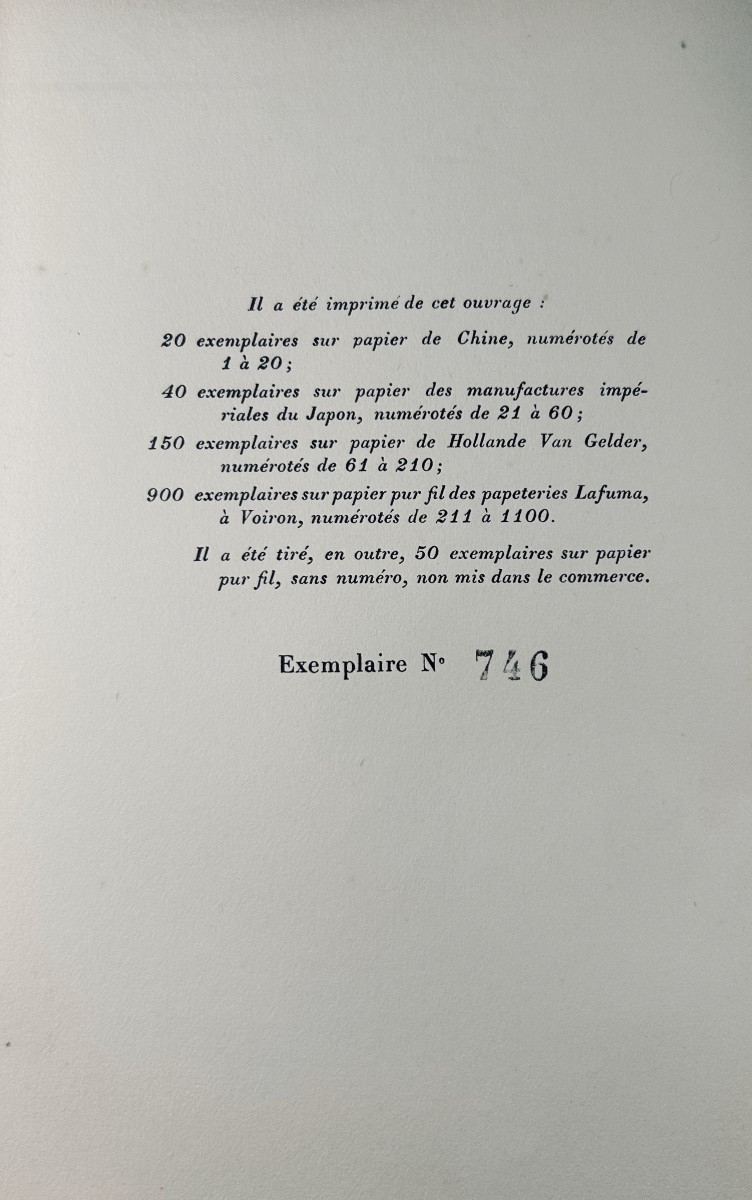 Il a été imprimé de cet ouvrage :
20 exemplaires sur papier de Chine, numérotés de
1 à 20 ;
40 exemplaires sur papier des manufactures impé-
riales du Japon, numérotés de 21 à 60 ;
150 exemplaires sur papier de Hollande Van Gelder,
numérotés de 61 à 210 ;
900 exemplaires sur papier pur fil des papeteries Lafuma,
à Voiron, numérotés de 211 à 1100.
Il a été tiré, en outre, 50 exemplaires sur papier
pur fil, sans numéro, non mis dans le commerce.
Exemplaire N° 746